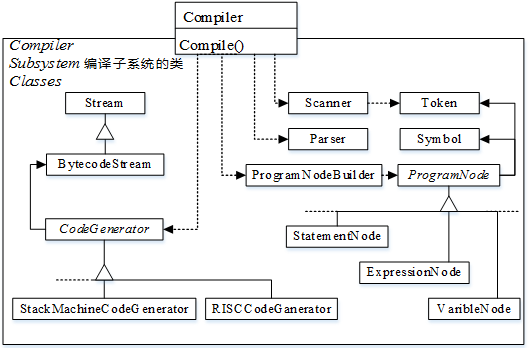 Compiler
Compile()
Compiler
Subsystem 编译子系统的类
Classes
Stream
Scanner
Token
Parser
Symbol
BytecodeStream
ProgramNodeBuilder
ProgramNode
CodeGenerator
StatementNode
ExpressionNode
StackMachineCodeGenerator
RISCCodeGanerator
VaribleNode